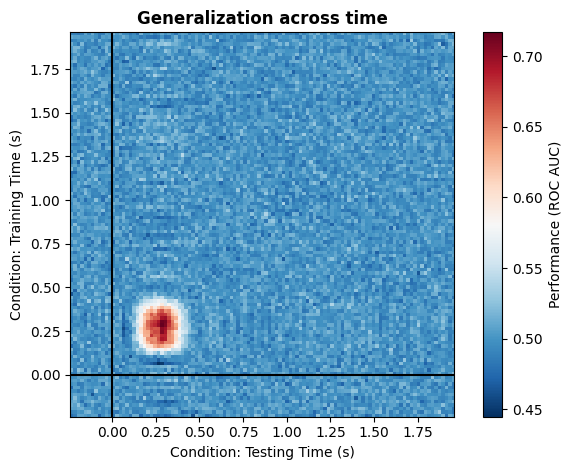 Generalization across time
Condition: Training Time (s)
1.75
1.50
1.25
1.00
0.75
0.50
0.25
0.00
0.00 0.25 0.50 0.75 1.00 1.25 1.50 1.75
Condition: Testing Time (s)
0.70
0.65
0.60
0.55
0.50
0.45
Performance (ROC AUC)